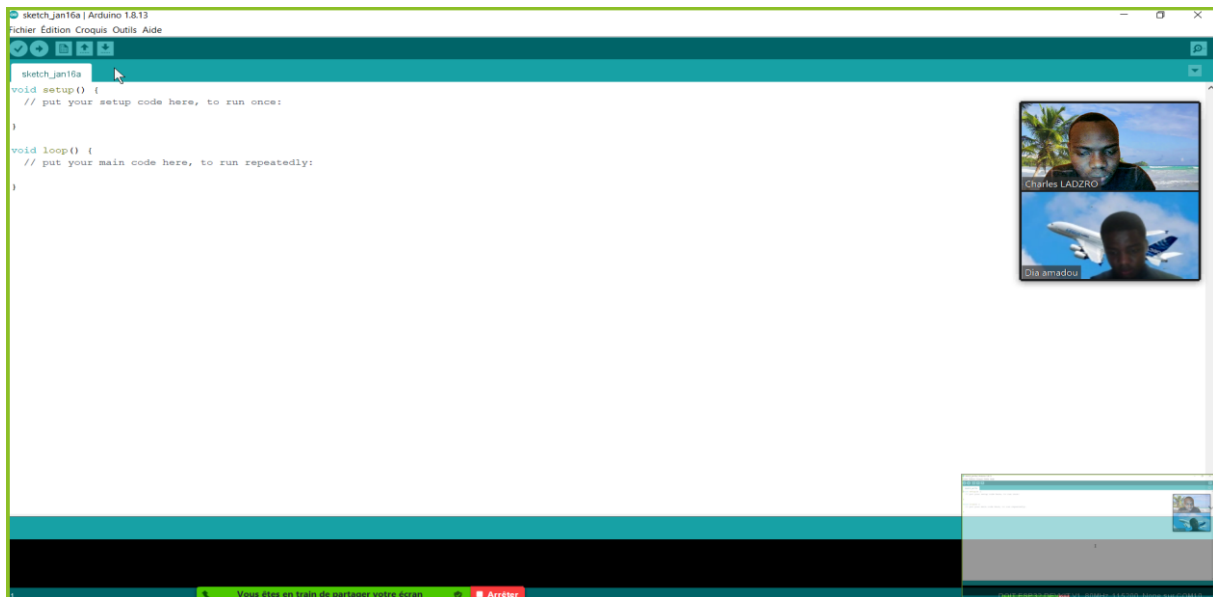 sketch_jan16a | Arduino 1.8.13
Fichier Édition Croquis Outils Aide
sketch_jan16a
void setup() {
// put your setup code here, to run once:
}
void loop() {
// put your main code here, to run repeatedly:
}
Charles LADZRO
Dia amadou
Vous êtes en train de partager votre écran
Arrêter